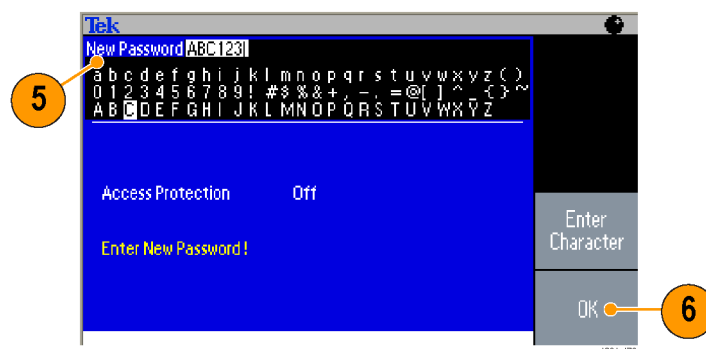 Tek
New Password ABC123
a b c d e f g h i j k l m n o p q r s t u v w x y z ( )
0 1 2 3 4 5 6 7 8 9 ! # $ % & + , - . = @ [ ] ^ _ { } ~
A B C D E F G H I J K L M N O P Q R S T U V W X Y Z
5
Access Protection Off
Enter New Password !
Enter
Character
OK
6